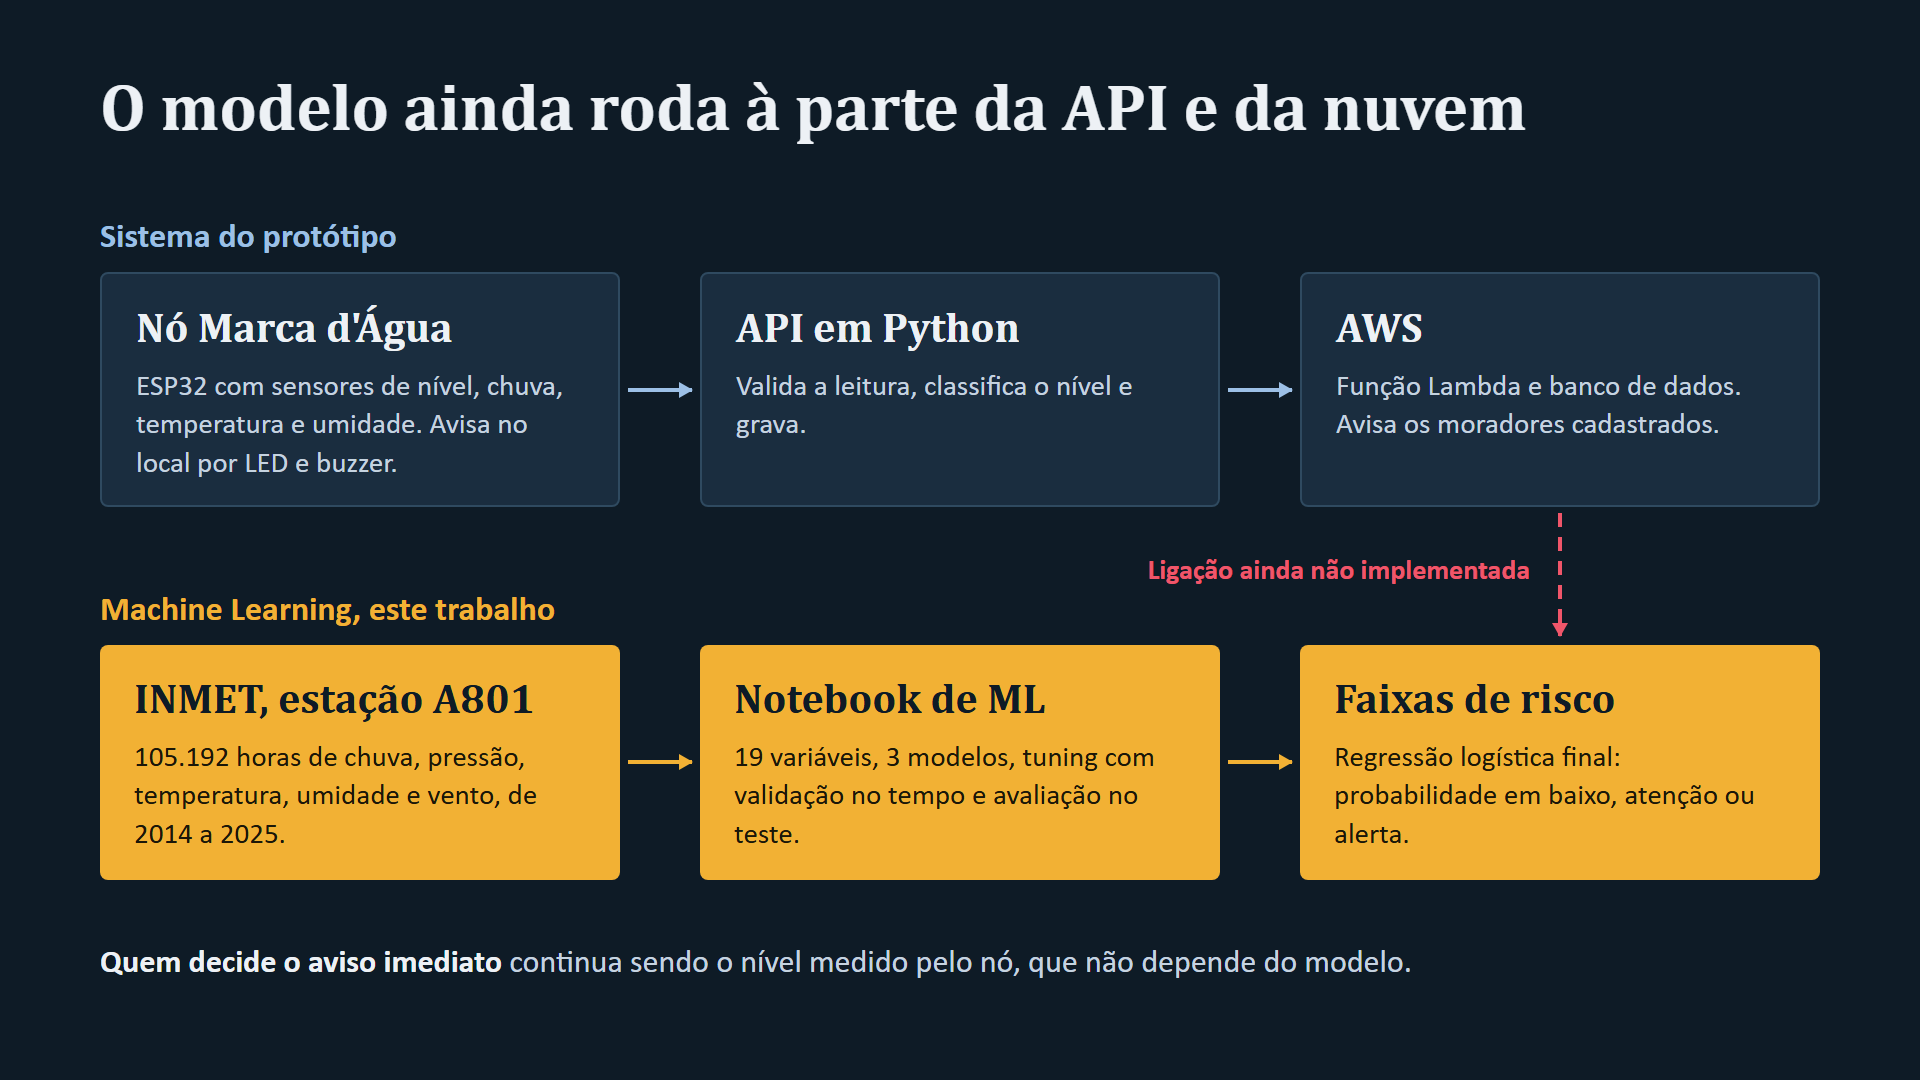 O modelo ainda roda à parte da API e da nuvem
Sistema do protótipo
Nó Marca d'Água
ESP32 com sensores de nível, chuva,
temperatura e umidade. Avisa no
local por LED e buzzer.
API em Python
Valida a leitura, classifica o nível e
grava.
AWS
Função Lambda e banco de dados.
Avisa os moradores cadastrados.
Ligação ainda não implementada
Machine Learning, este trabalho
INMET, estação A801
105.192 horas de chuva, pressão,
temperatura, umidade e vento, de
2014 a 2025.
Notebook de ML
19 variáveis, 3 modelos, tuning com
validação no tempo e avaliação no
teste.
Faixas de risco
Regressão logística final:
probabilidade em baixo, atenção ou
alerta.
Quem decide o aviso imediato continua sendo o nível medido pelo nó, que não depende do modelo.